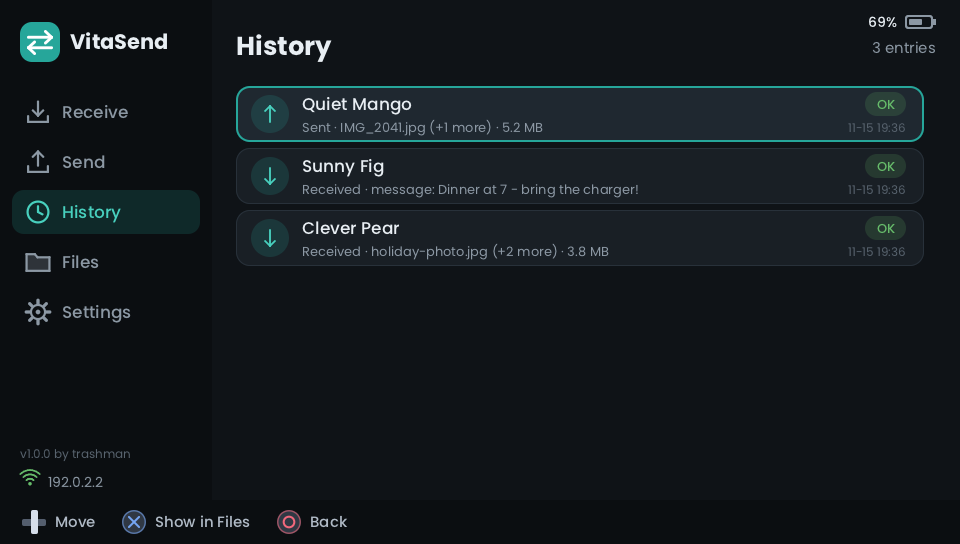 VitaSend
Receive
Send
History
Files
Settings
v1.0.0 by trashman
192.0.2.2
69%
History
3 entries
Quiet Mango
OK
Sent · IMG_2041.jpg (+1 more) · 5.2 MB
11-15 19:36
Sunny Fig
OK
Received · message: Dinner at 7 - bring the charger!
11-15 19:36
Clever Pear
OK
Received · holiday-photo.jpg (+2 more) · 3.8 MB
11-15 19:36
Move
Show in Files
Back